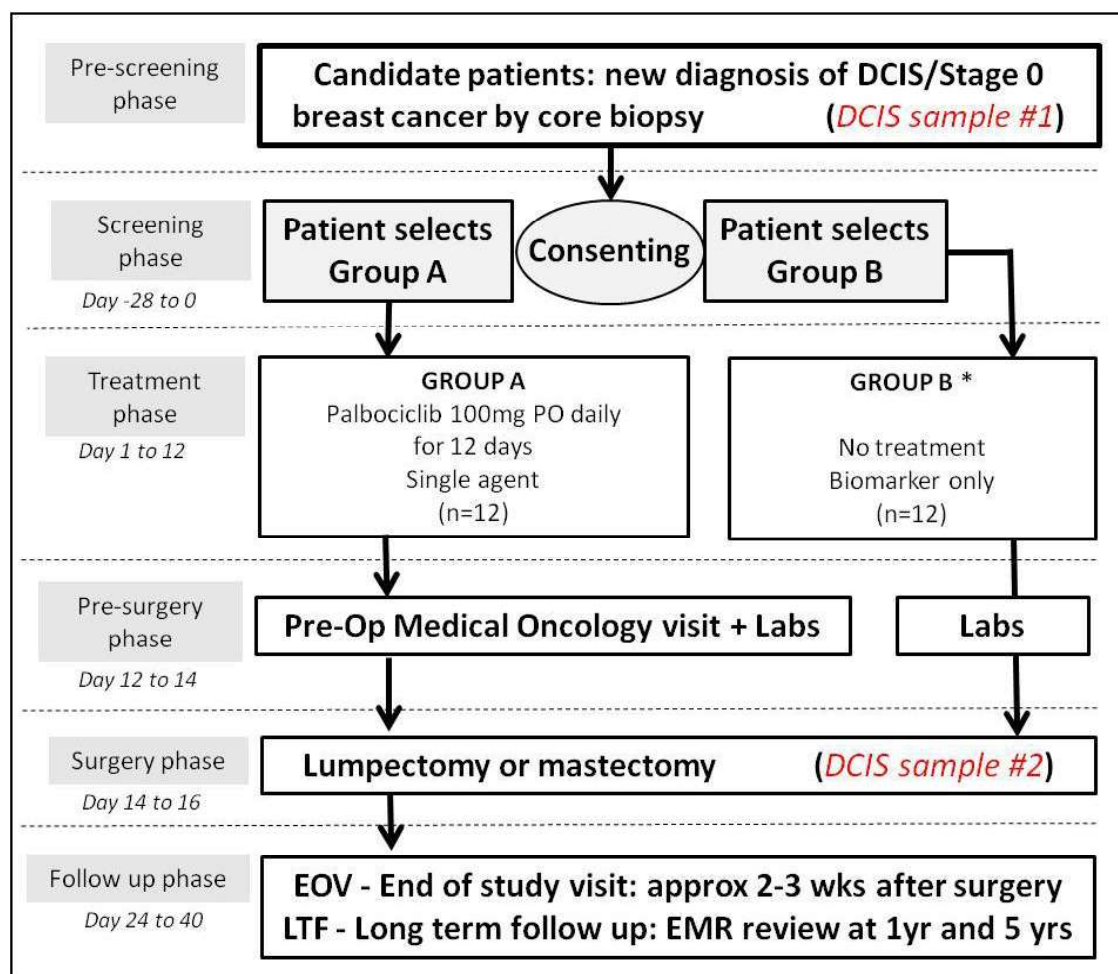 Pre-screening
phase
Candidate patients: new diagnosis of DCIS/Stage 0
breast cancer by core biopsy (DCIS sample #1)
Screening
phase
Day -28 to 0
Patient selects
Group A
Consenting
Patient selects
Group B
Treatment
phase
Day 1 to 12
GROUP A
Palbociclib 100mg PO daily
for 12 days
Single agent
(n=12)
GROUP B *
No treatment
Biomarker only
(n=12)
Pre-surgery
phase
Day 12 to 14
Pre-Op Medical Oncology visit + Labs
Labs
Surgery phase
Day 14 to 16
Lumpectomy or mastectomy (DCIS sample #2)
Follow up phase
Day 24 to 40
EOV - End of study visit: approx 2-3 wks after surgery
LTF - Long term follow up: EMR review at 1yr and 5 yrs